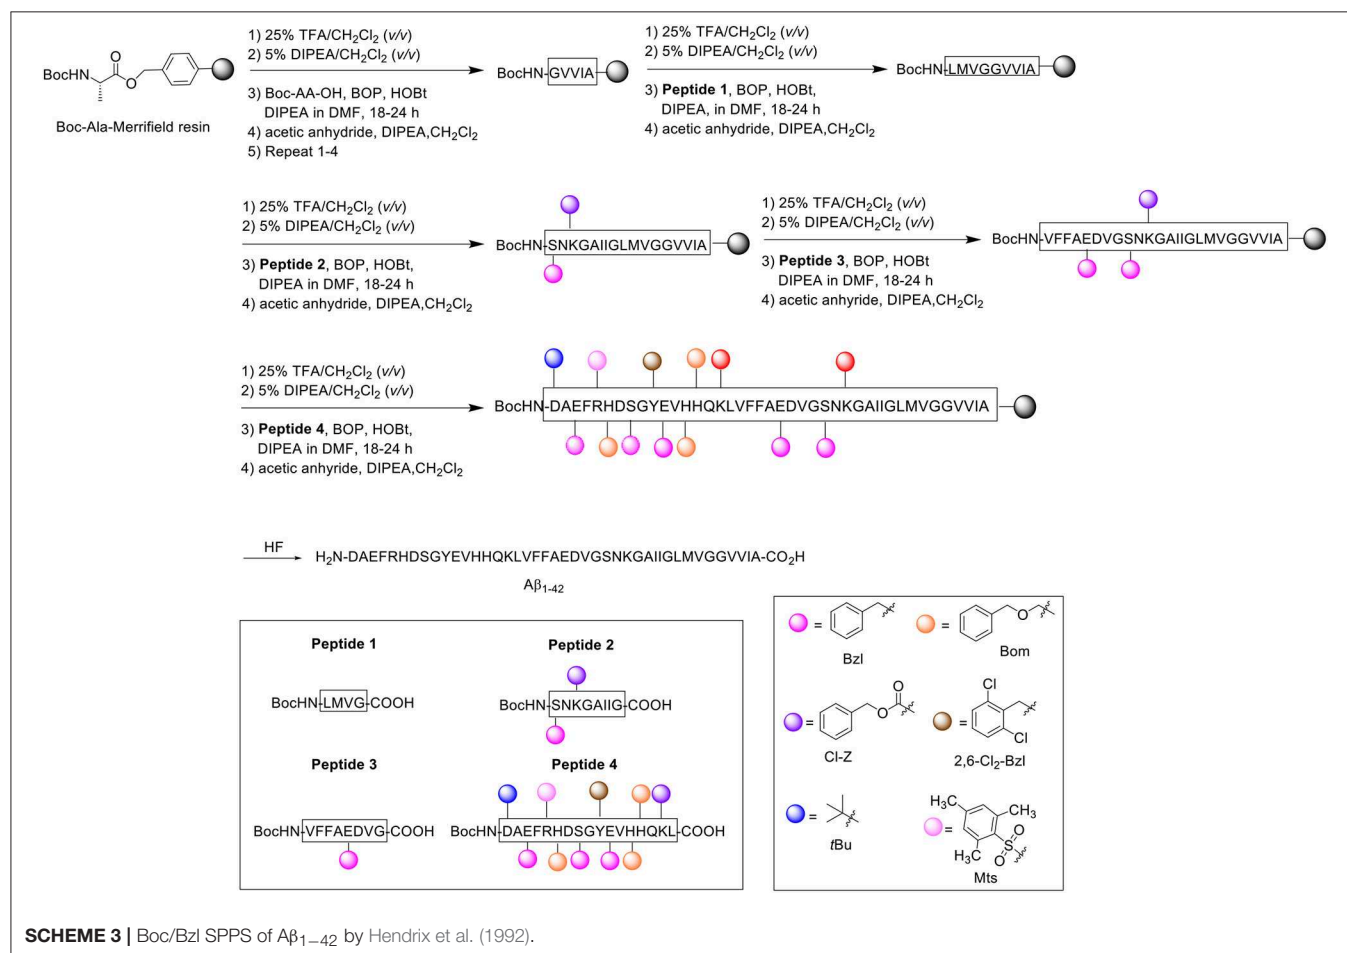 1) 25% TFA/CH₂Cl₂ (v/v)
2) 5% DIPEA/CH₂Cl₂ (v/v)
3) Boc-AA-OH, BOP, HOBt
DIPEA in DMF, 18-24 h
4) acetic anhydride, DIPEA,CH₂Cl₂
5) Repeat 1-4
BocHN
O
O
Boc-Ala-Merrifield resin
BocHN-GVVIA
1) 25% TFA/CH₂Cl₂ (v/v)
2) 5% DIPEA/CH₂Cl₂ (v/v)
3) Peptide 1, BOP, HOBt,
DIPEA, in DMF, 18-24 h
4) acetic anhydride, DIPEA,CH₂Cl₂
BocHN-LMVGGVVIA
1) 25% TFA/CH₂Cl₂ (v/v)
2) 5% DIPEA/CH₂Cl₂ (v/v)
3) Peptide 2, BOP, HOBt,
DIPEA in DMF, 18-24 h
4) acetic anhydride, DIPEA,CH₂Cl₂
BocHN-SNKGAIIGLMVGGVVIA
1) 25% TFA/CH₂Cl₂ (v/v)
2) 5% DIPEA/CH₂Cl₂ (v/v)
3) Peptide 3, BOP, HOBt
DIPEA in DMF, 18-24 h
4) acetic anhyride, DIPEA,CH₂Cl₂
BocHN-VFFAEDVGSNKGAIIGLMVGGVVIA
1) 25% TFA/CH₂Cl₂ (v/v)
2) 5% DIPEA/CH₂Cl₂ (v/v)
3) Peptide 4, BOP, HOBt,
DIPEA in DMF, 18-24 h
4) acetic anhyride, DIPEA,CH₂Cl₂
BocHN-DAEFRHDSGYEVHHQKLVFFAEDVGSNKGAIIGLMVGGVVIA
HF
H₂N-DAEFRHDSGYEVHHQKLVFFAEDVGSNKGAIIGLMVGGVVIA-CO₂H
Aβ₁₋₄₂
Peptide 1
BocHN-LMVG-COOH
Peptide 2
BocHN-SNKGAIIG-COOH
Peptide 3
BocHN-VFFAEDVG-COOH
Peptide 4
BocHN-DAEFRHDSGYEVHHQKL-COOH
=
Bzl
=
O
Bom
=
O
O
Cl-Z
=
Cl
Cl
2,6-Cl₂-Bzl
=
tBu
=
H₃C
CH₃
CH₃
S
O
O
Mts
SCHEME 3 | Boc/Bzl SPPS of Aβ₁₋₄₂ by Hendrix et al. (1992).